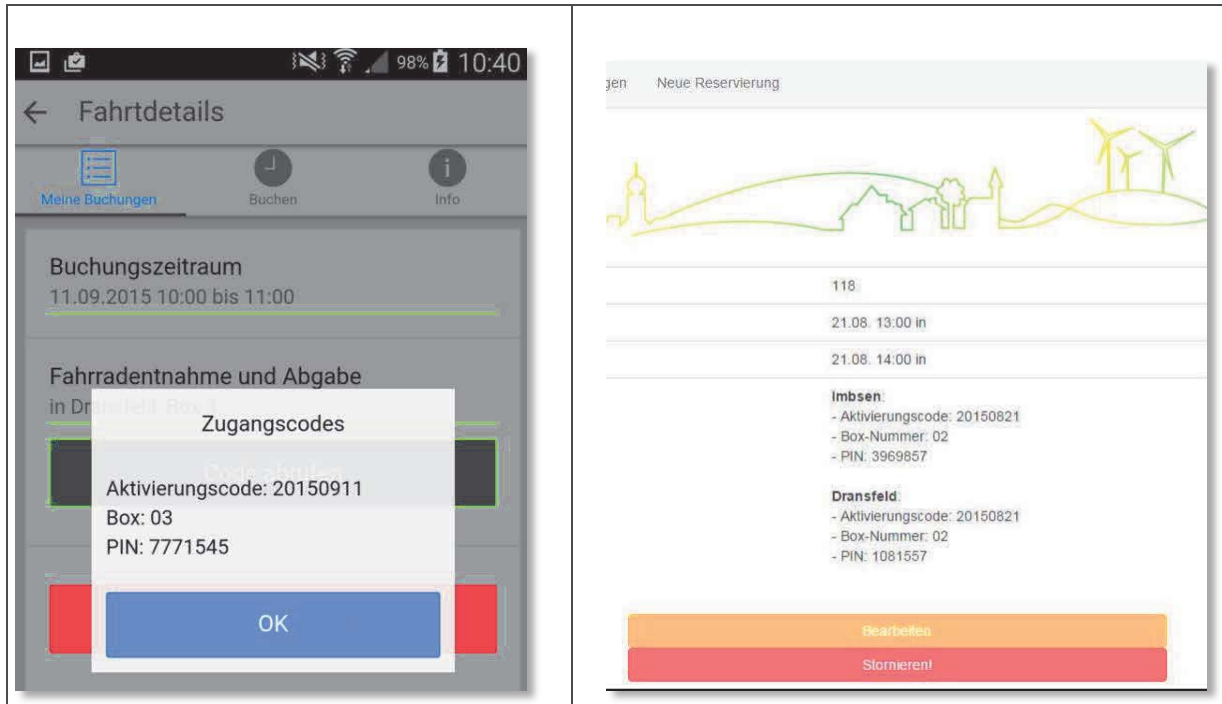 98% 10:40
Fahrtdetails
Meine Buchungen Buchen Info
Buchungszeitraum
11.09.2015 10:00 bis 11:00
Fahrradentnahme und Abgabe
in
Zugangscodes
Aktivierungscode: 20150911
Box: 03
PIN: 7771545
OK
gen Neue Reservierung
118
21.08. 13:00 in
21.08. 14:00 in
Imbsen:
- Aktivierungscode: 20150821
- Box-Nummer: 02
- PIN: 3969857
Dransfeld:
- Aktivierungscode: 20150821
- Box-Nummer: 02
- PIN: 1081557
Bearbeiten
Stornieren!